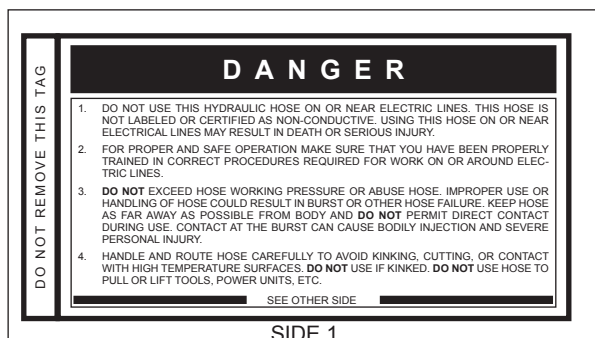 DO NOT REMOVE THIS TAG
D A N G E R
1. DO NOT USE THIS HYDRAULIC HOSE ON OR NEAR ELECTRIC LINES. THIS HOSE IS
NOT LABELED OR CERTIFIED AS NON-CONDUCTIVE. USING THIS HOSE ON OR NEAR
ELECTRICAL LINES MAY RESULT IN DEATH OR SERIOUS INJURY.
2. FOR PROPER AND SAFE OPERATION MAKE SURE THAT YOU HAVE BEEN PROPERLY
TRAINED IN CORRECT PROCEDURES REQUIRED FOR WORK ON OR AROUND ELEC-
TRIC LINES.
3. DO NOT EXCEED HOSE WORKING PRESSURE OR ABUSE HOSE. IMPROPER USE OR
HANDLING OF HOSE COULD RESULT IN BURST OR OTHER HOSE FAILURE. KEEP HOSE
AS FAR AWAY AS POSSIBLE FROM BODY AND DO NOT PERMIT DIRECT CONTACT
DURING USE. CONTACT AT THE BURST CAN CAUSE BODILY INJECTION AND SEVERE
PERSONAL INJURY.
4. HANDLE AND ROUTE HOSE CAREFULLY TO AVOID KINKING, CUTTING, OR CONTACT
WITH HIGH TEMPERATURE SURFACES. DO NOT USE IF KINKED. DO NOT USE HOSE TO
PULL OR LIFT TOOLS, POWER UNITS, ETC.
SEE OTHER SIDE
SIDE 1